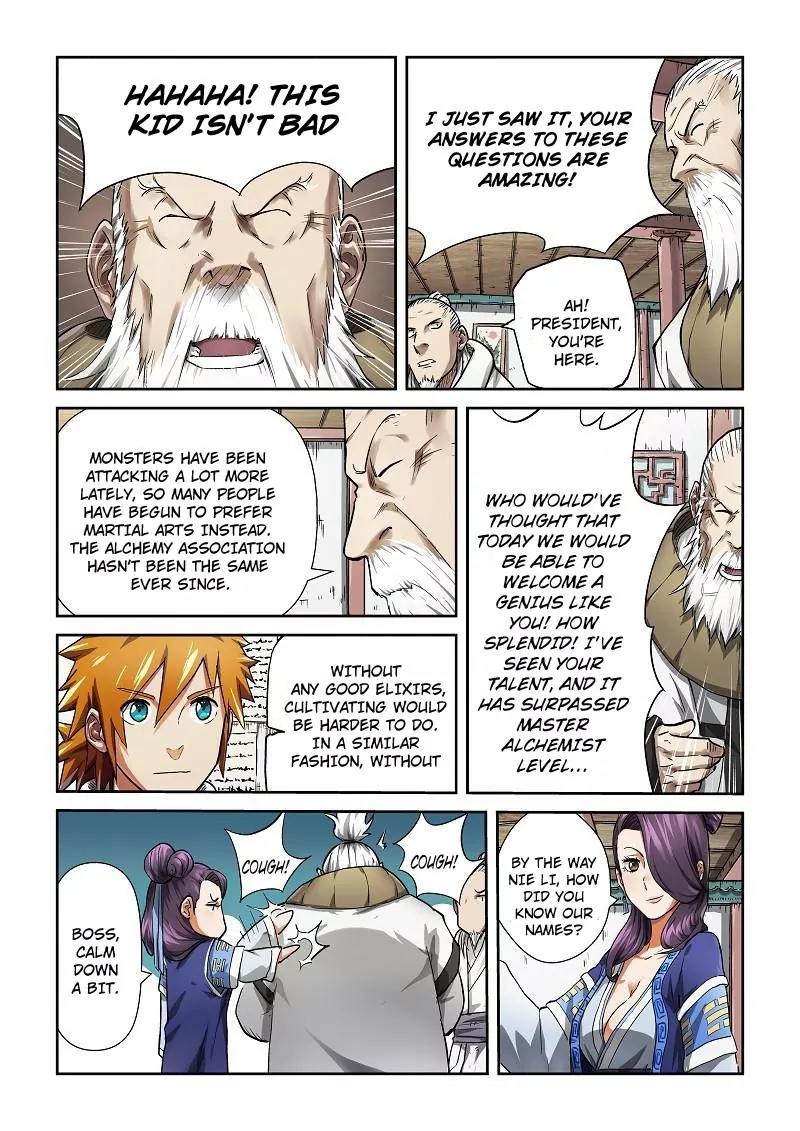 HAHAHA! THIS
KID ISN'T BAD
I JUST SAW IT, YOUR
ANSWERS TO THESE
QUESTIONS ARE
AMAZING!
AH!
PRESIDENT,
YOU'RE
HERE.
MONSTERS HAVE BEEN
ATTACKING A LOT MORE
LATELY, SO MANY PEOPLE
HAVE BEGUN TO PREFER
MARTIAL ARTS INSTEAD.
THE ALCHEMY ASSOCIATION
HASN'T BEEN THE SAME
EVER SINCE.
WHO WOULD'VE
THOUGHT THAT
TODAY WE WOULD
BE ABLE TO
WELCOME A
GENIUS LIKE
YOU! HOW
SPLENDID! I'VE
SEEN YOUR
TALENT, AND IT
HAS SURPASSED
MASTER
ALCHEMIST
LEVEL...
WITHOUT
ANY GOOD ELIXIRS,
CULTIVATING WOULD
BE HARDER TO DO.
IN A SIMILAR
FASHION, WITHOUT
BOSS,
CALM
DOWN
A BIT.
COUGH!
COUGH!
BY THE WAY
NIE LI, HOW
DID YOU
KNOW OUR
NAMES?